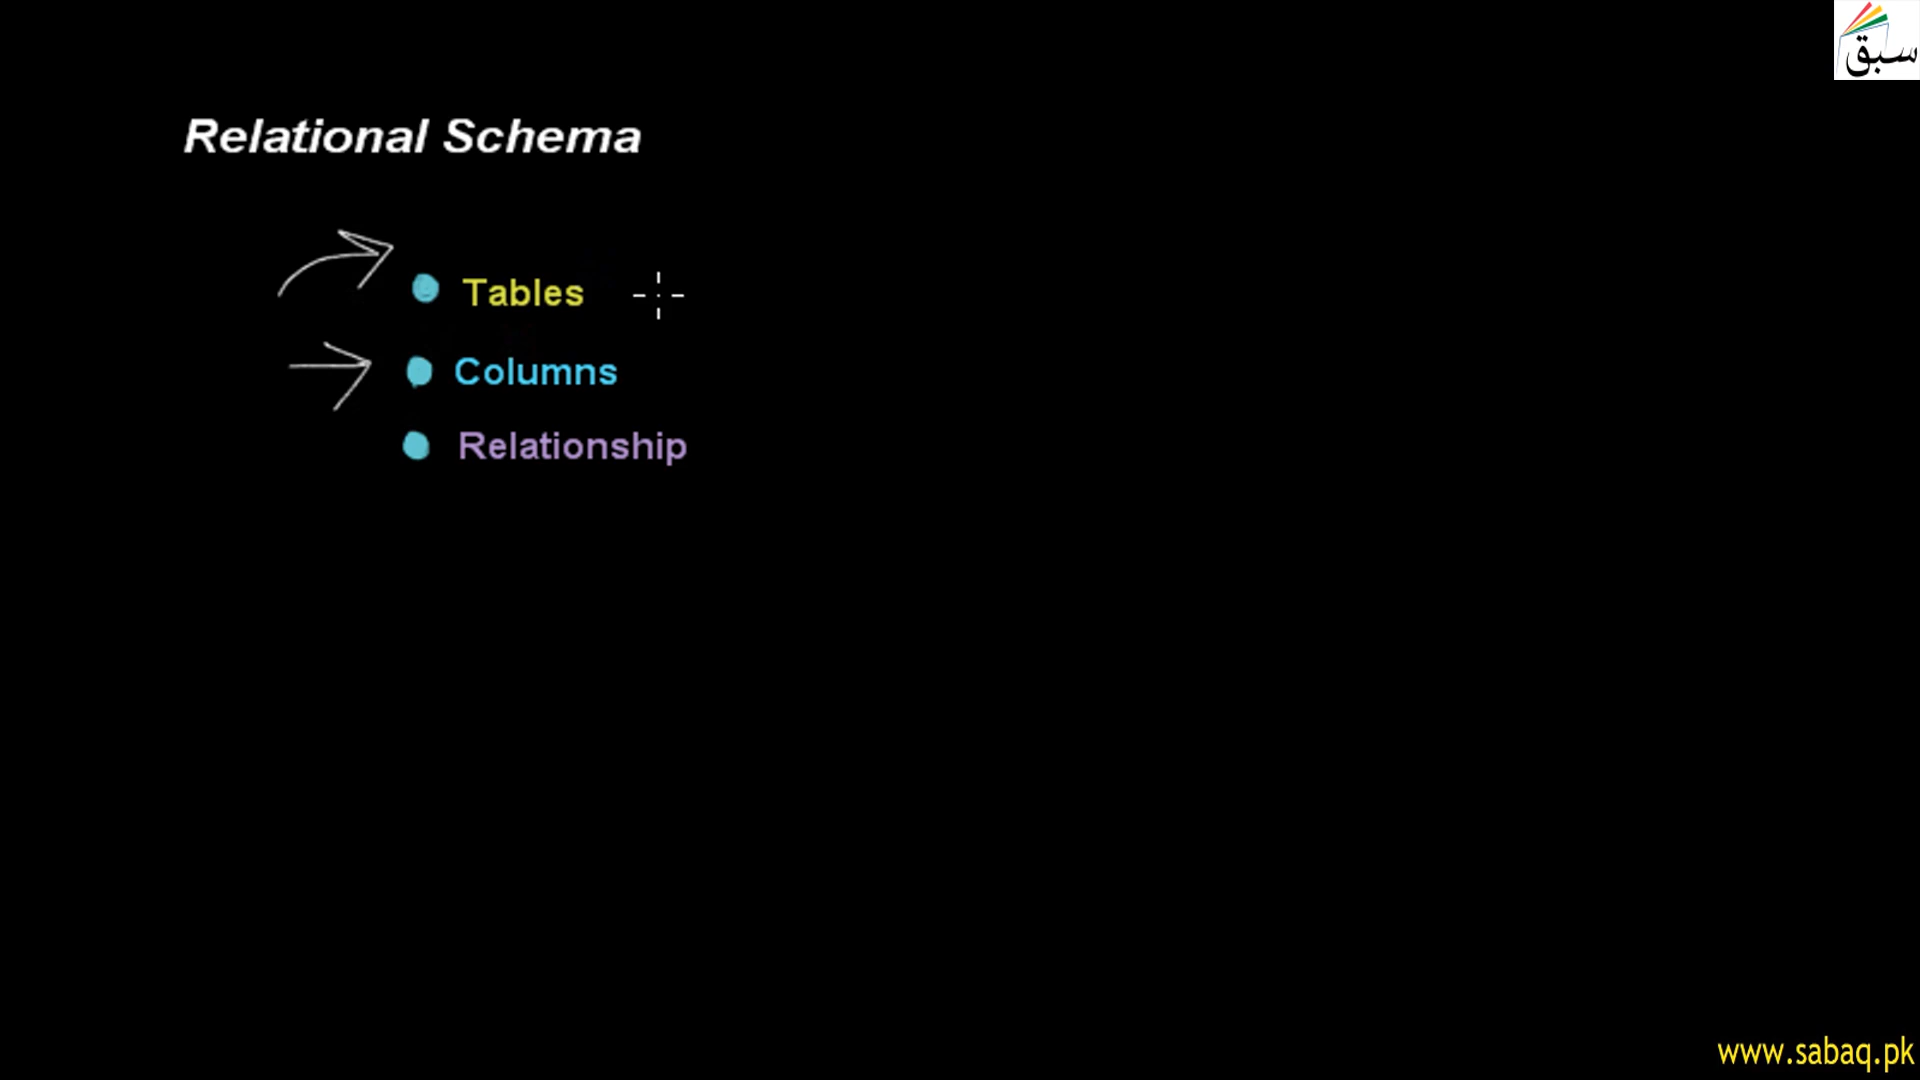 سبق
Relational Schema
Tables
Columns
Relationship
www.sabaq.pk